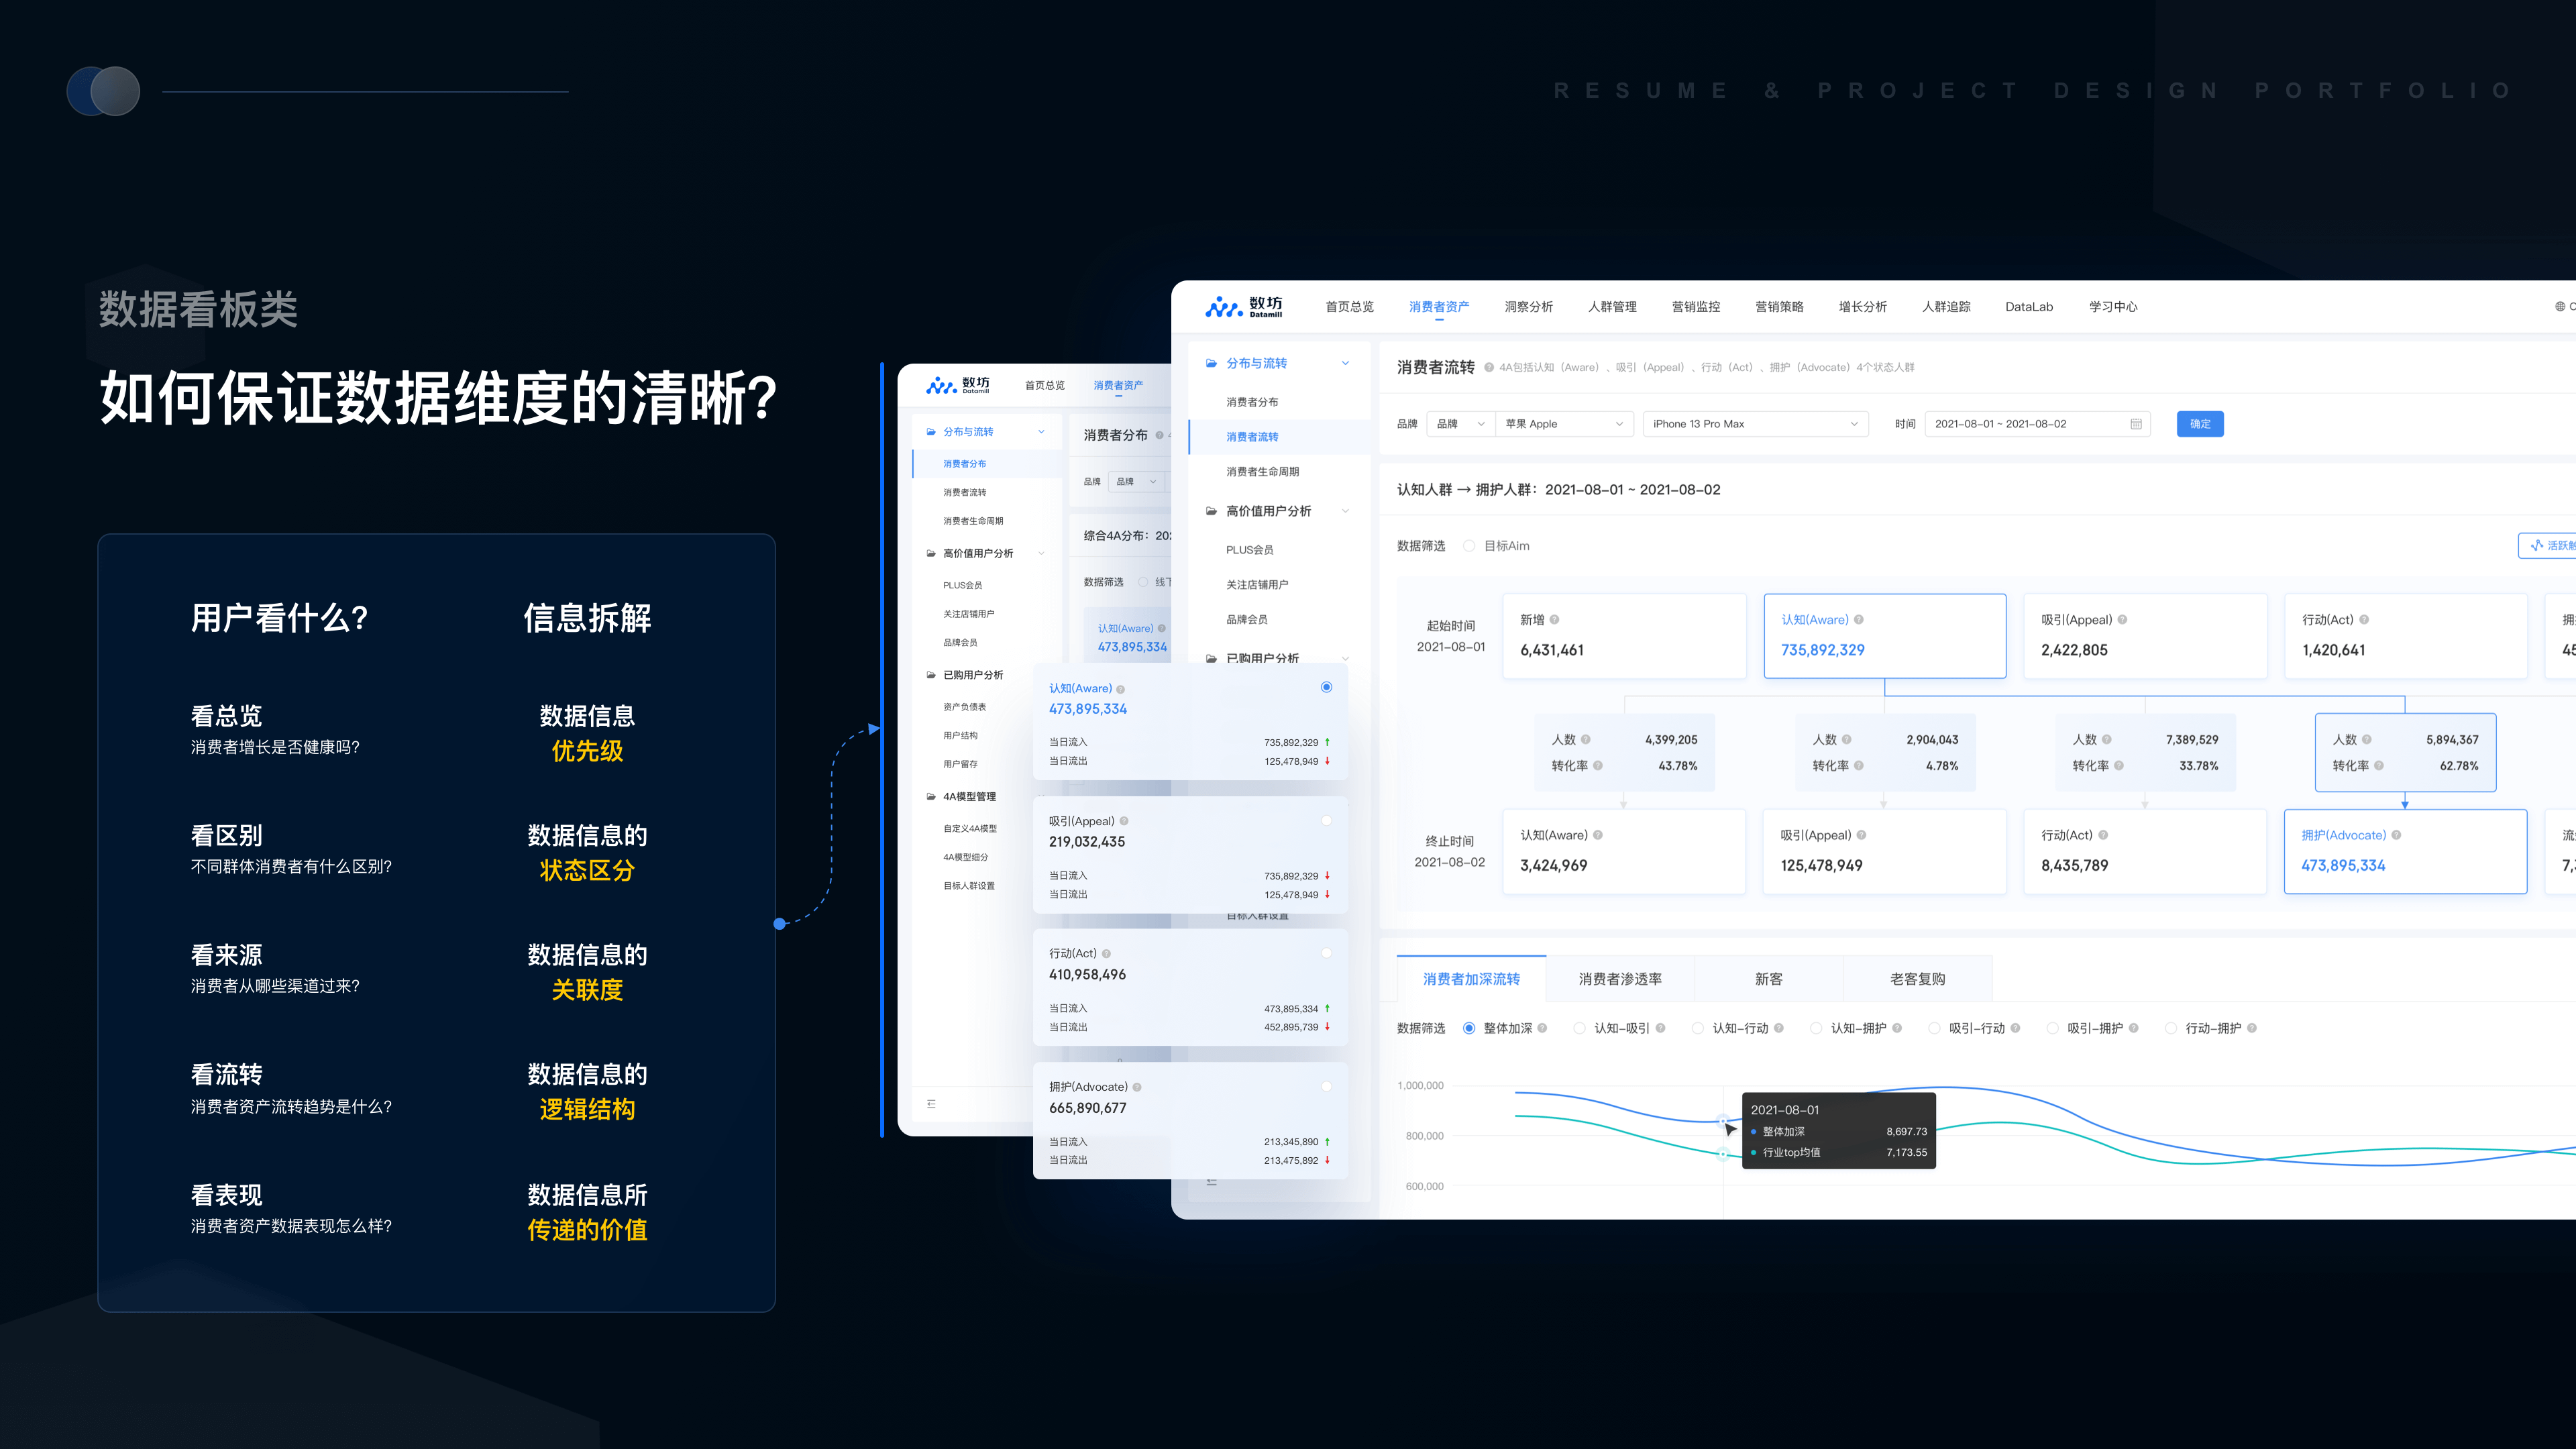 RESUME & PROJECT DESIGN PORTFOLIO
数据看板类
如何保证数据维度的清晰?
用户看什么? 信息拆解
看总览
消费者增长是否健康吗?
数据信息
优先级
看区别
不同群体消费者有什么区别?
数据信息的
状态区分
看来源
消费者从哪些渠道过来?
数据信息的
关联度
看流转
消费者资产流转趋势是什么?
数据信息的
逻辑结构
看表现
消费者资产数据表现怎么样?
数据信息所
传递的价值
数坊
Datamill
首页总览 消费者资产
分布与流转
消费者分布
消费者流转
消费者生命周期
高价值用户分析
PLUS会员
关注店铺用户
品牌会员
已购用户分析
资产负债表
用户结构
用户留存
4A模型管理
自定义4A模型
4A模型细分
目标人群设置
消费者分布
品牌 品牌
综合4A分布：
数据筛选
认知(Aware)
473,895,334
认知(Aware)
473,895,334
当日流入 735,892,329
当日流出 125,478,949
吸引(Appeal)
219,032,435
当日流入 735,892,329
当日流出 125,478,949
行动(Act)
410,958,496
当日流入 473,895,334
当日流出 452,895,739
拥护(Advocate)
665,890,677
当日流入 213,345,890
当日流出 213,475,892
数坊
Datamill
首页总览 消费者资产 洞察分析 人群管理 营销监控 营销策略 增长分析 人群追踪 DataLab 学习中心
分布与流转
消费者分布
消费者流转
消费者生命周期
高价值用户分析
PLUS会员
关注店铺用户
品牌会员
已购用户分析
目标人群设置
消费者流转 4A包括认知（Aware）、吸引（Appeal）、行动（Act）、拥护（Advocate）4个状态人群
品牌 品牌 苹果 Apple iPhone 13 Pro Max 时间 2021-08-01 ~ 2021-08-02 确定
认知人群 → 拥护人群：2021-08-01 ~ 2021-08-02
数据筛选 目标Aim
活跃
起始时间
2021-08-01
新增
6,431,461
认知(Aware)
735,892,329
吸引(Appeal)
2,422,805
行动(Act)
1,420,641
人数 4,399,205
转化率 43.78%
人数 2,904,043
转化率 4.78%
人数 7,389,529
转化率 33.78%
人数 5,894,367
转化率 62.78%
终止时间
2021-08-02
认知(Aware)
3,424,969
吸引(Appeal)
125,478,949
行动(Act)
8,435,789
拥护(Advocate)
473,895,334
消费者加深流转 消费者渗透率 新客 老客复购
数据筛选 整体加深 认知-吸引 认知-行动 认知-拥护 吸引-行动 吸引-拥护 行动-拥护
1,000,000
800,000
600,000
2021-08-01
整体加深 8,697.73
行业top均值 7,173.55